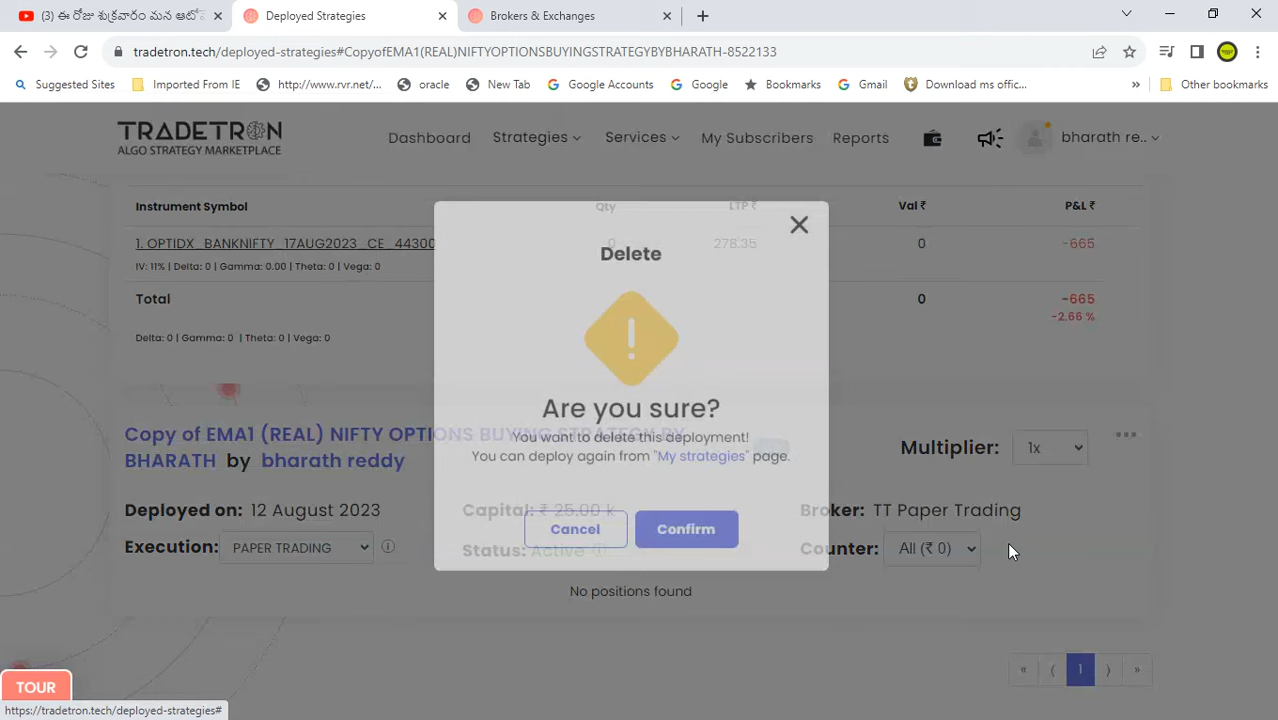 (3) ఈ రోజు శుక్రవారం మన ఆటో
Deployed Strategies
Brokers & Exchanges
tradetron.tech/deployed-strategies#CopyofEMA1(REAL)NIFTYOPTIONSBUYINGSTRATEGYBYBHARATH-8522133
Suggested Sites
Imported From IE
http://www.rvr.net/...
oracle
New Tab
Google Accounts
Google
Bookmarks
Gmail
Download ms offic...
»
Other bookmarks
TRADETRON
ALGO STRATEGY MARKETPLACE
Dashboard
Strategies
Services
My Subscribers
Reports
bharath re..
Instrument Symbol
Qty
LTP ₹
Val ₹
P&L ₹
1. OPTIDX_BANKNIFTY_17AUG2023_CE_44300
0
278.35
0
-665
IV: 11% | Delta: 0 | Gamma: 0.00 | Theta: 0 | Vega: 0
Total
0
-665
-2.66 %
Delta: 0 | Gamma: 0 | Theta: 0 | Vega: 0
Delete
!
Are you sure?
You want to delete this deployment!
You can deploy again from "My strategies" page.
Cancel
Confirm
Copy of EMA1 (REAL) NIFTY OPTIONS BUYING STRATEGY BY
BHARATH by bharath reddy
Multiplier: 1x
Deployed on: 12 August 2023
Capital: ₹ 25.00 k
Broker: TT Paper Trading
Execution: PAPER TRADING
Status: Active
Counter: All (₹ 0)
No positions found
« ⟨ 1 ⟩ »
TOUR
https://tradetron.tech/deployed-strategies#